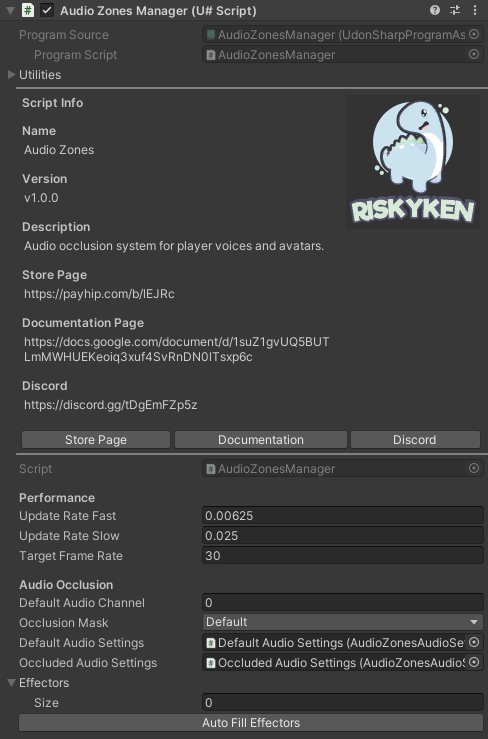 Audio Zones Manager (U# Script)
Program Source AudioZonesManager (UdonSharpProgramAs
Program Script AudioZonesManager
Utilities
Script Info
Name
Audio Zones
Version
v1.0.0
RISKYKEN
Description
Audio occlusion system for player voices and avatars.
Store Page
https://payhip.com/b/lEJRc
Documentation Page
https://docs.google.com/document/d/1suZ1gvUQ5BUT
LmMWHUEKeoiq3xuf4SvRnDN0ITsxp6c
Discord
https://discord.gg/tDgEmFZp5z
Store Page Documentation Discord
Script AudioZonesManager
Performance
Update Rate Fast 0.00625
Update Rate Slow 0.025
Target Frame Rate 30
Audio Occlusion
Default Audio Channel 0
Occlusion Mask Default
Default Audio Settings Default Audio Settings (AudioZonesAudioSe
Occluded Audio Settings Occluded Audio Settings (AudioZonesAudioS
Effectors
Size 0
Auto Fill Effectors